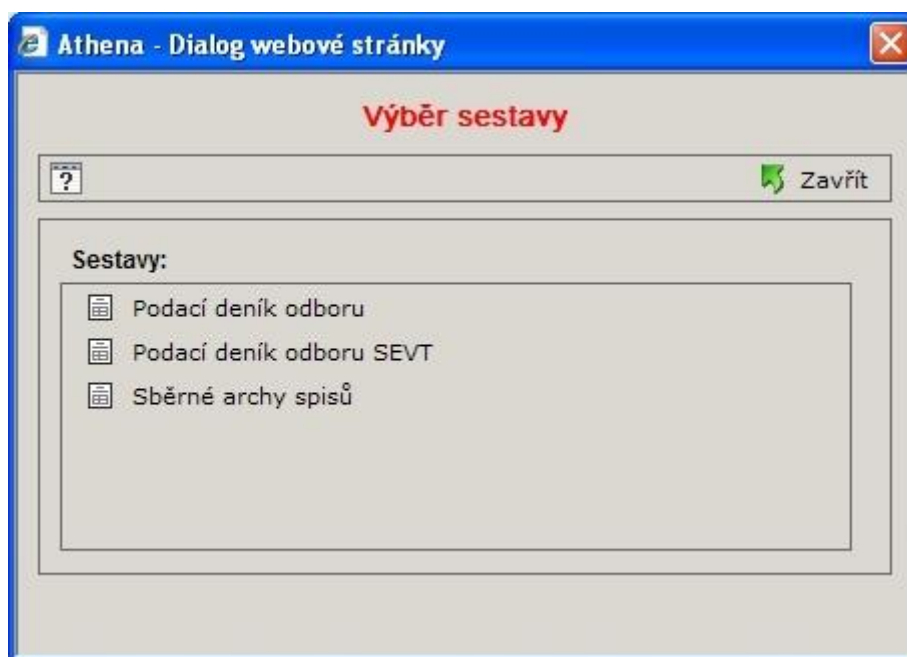 Athena - Dialog webové stránky
Výběr sestavy
? Zavřít
Sestavy:
Podací deník odboru
Podací deník odboru SEVT
Sběrné archy spisů